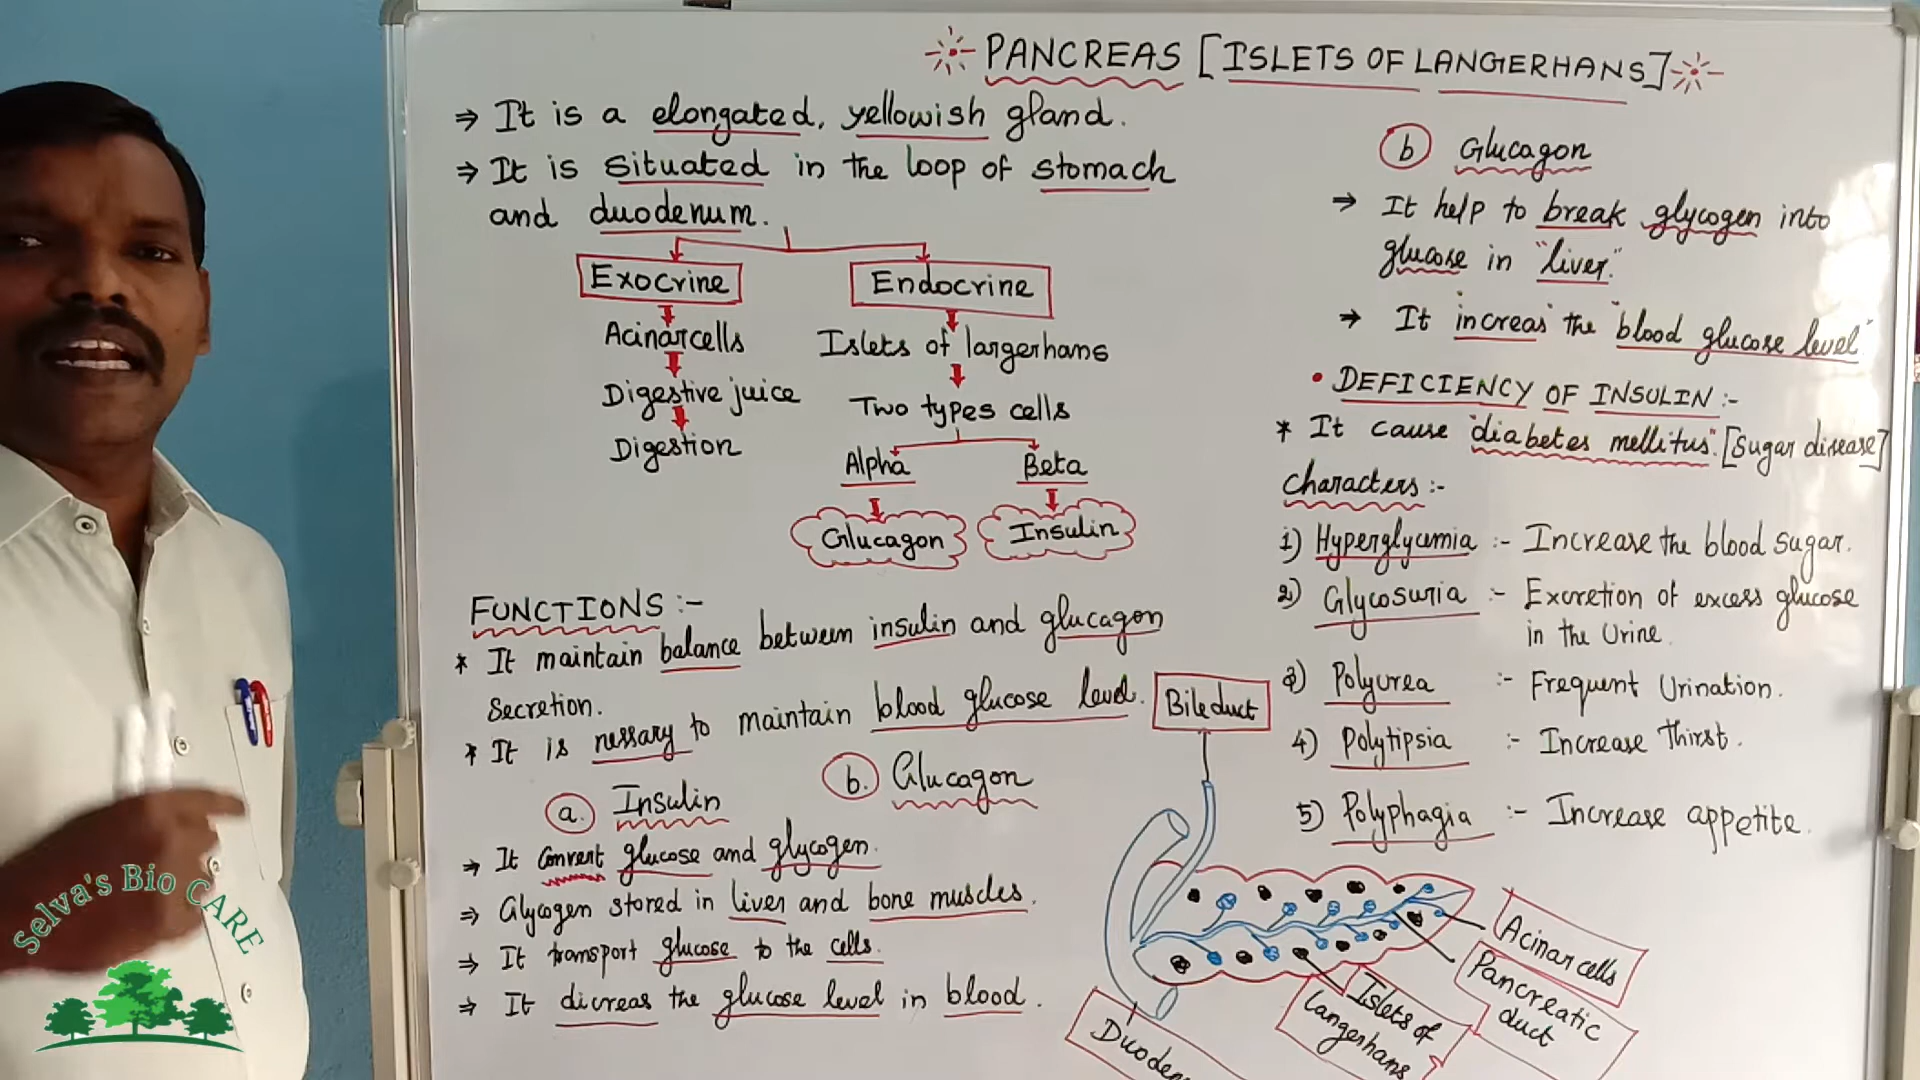 PANCREAS [ISLETS OF LANGERHANS]
⇒ It is a elongated, yellowish gland.
⇒ It is situated in the loop of stomach
and duodenum.
Exocrine
Acinar cells
Digestive juice
Digestion
Endocrine
Islets of largerhans
Two types cells
Alpha
Beta
Glucagon
Insulin
FUNCTIONS :-
* It maintain balance between insulin and glucagon
Secretion.
* It is nessary to maintain blood glucose level.
a. Insulin
b. Glucagon
⇒ It convert glucose and glycogen.
⇒ Glycogen stored in liver and bone muscles.
⇒ It transport glucose to the cells.
⇒ It dicreas the glucose level in blood.
b Glucagon
→ It help to break glycogen into
glucose in "liver."
→ It increas the "blood glucose level"
• DEFICIENCY OF INSULIN :-
* It cause "diabetes mellitus". [Sugar disease]
characters :-
1) Hyperglycemia :- Increase the blood sugar.
2) Glycosuria :- Excretion of excess glucose
in the Urine.
3) Polyurea :- Frequent Urination.
4) Polytipsia :- Increase Thirst.
5) Polyphagia :- Increase appetite.
Bile duct
Acinar cells
Pancreatic
duct
Islets of
langerhans
Duoden
Selva's Bio CARE